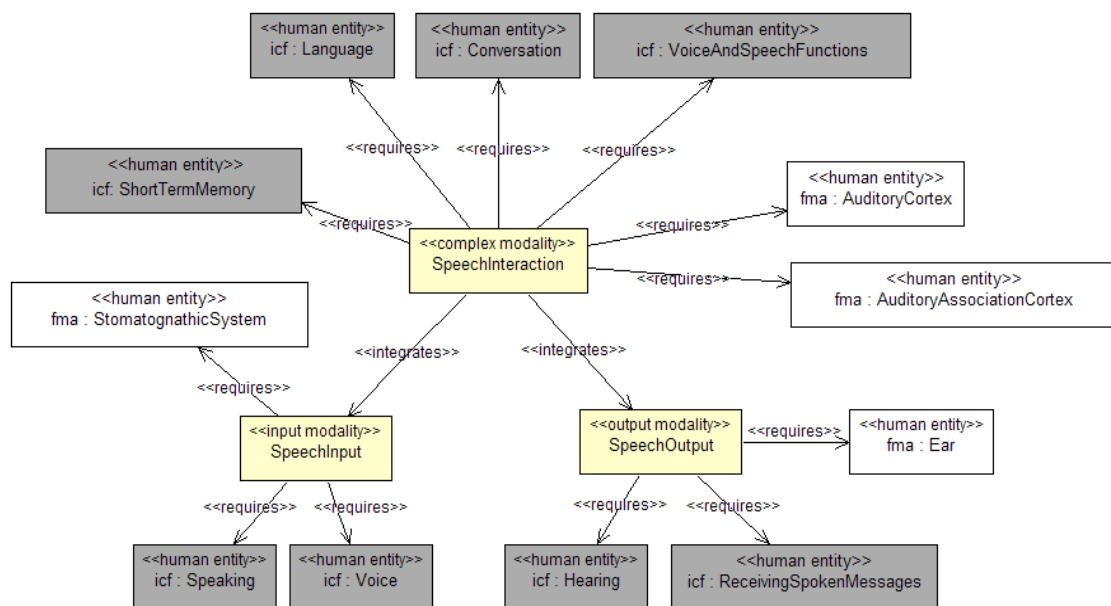 <<human entity>>
icf : Language
<<human entity>>
icf : Conversation
<<human entity>>
icf : VoiceAndSpeechFunctions
<<requires>>
<<requires>>
<<requires>>
<<human entity>>
icf: ShortTermMemory
<<human entity>>
fma : AuditoryCortex
<<requires>>
<<requires>>
<<complex modality>>
SpeechInteraction
<<requires>>
<<human entity>>
fma : AuditoryAssociationCortex
<<human entity>>
fma : StomatognathicSystem
<<integrates>>
<<integrates>>
<<requires>>
<<input modality>>
SpeechInput
<<output modality>>
SpeechOutput
<<requires>>
<<human entity>>
fma : Ear
<<requires>>
<<requires>>
<<requires>>
<<requires>>
<<human entity>>
icf : Speaking
<<human entity>>
icf : Voice
<<human entity>>
icf : Hearing
<<human entity>>
icf : ReceivingSpokenMessages